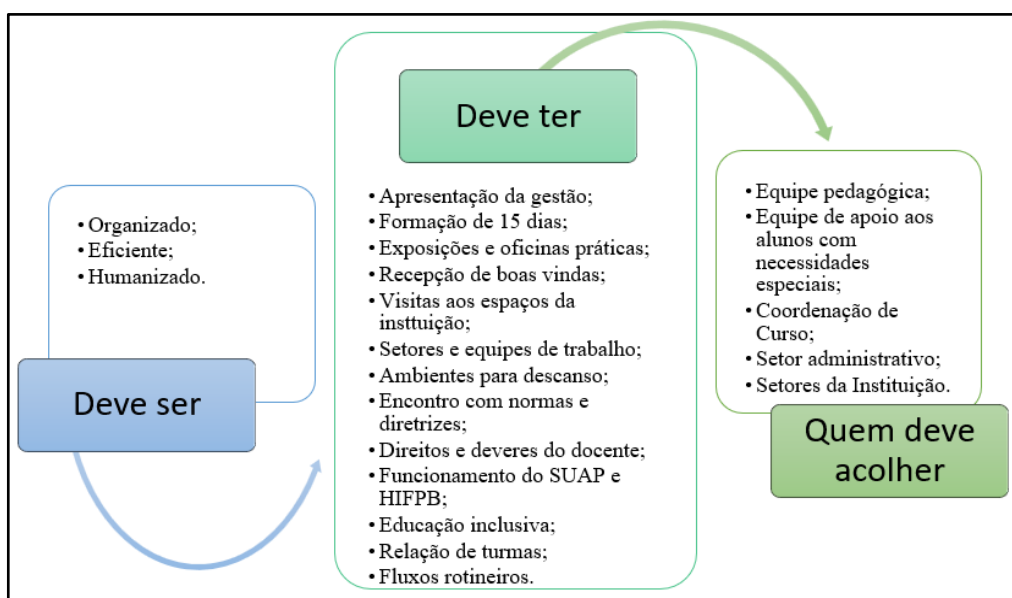 • Organizado;
• Eficiente;
• Humanizado.
Deve ser
Deve ter
• Apresentação da gestão;
• Formação de 15 dias;
• Exposições e oficinas práticas;
• Recepção de boas vindas;
• Visitas aos espaços da
insttuição;
• Setores e equipes de trabalho;
• Ambientes para descanso;
• Encontro com normas e
diretrizes;
• Direitos e deveres do docente;
• Funcionamento do SUAP e
HIFPB;
• Educação inclusiva;
• Relação de turmas;
• Fluxos rotineiros.
• Equipe pedagógica;
• Equipe de apoio aos
alunos com
necessidades
especiais;
• Coordenação de
Curso;
• Setor administrativo;
• Setores da Instituição.
Quem deve
acolher